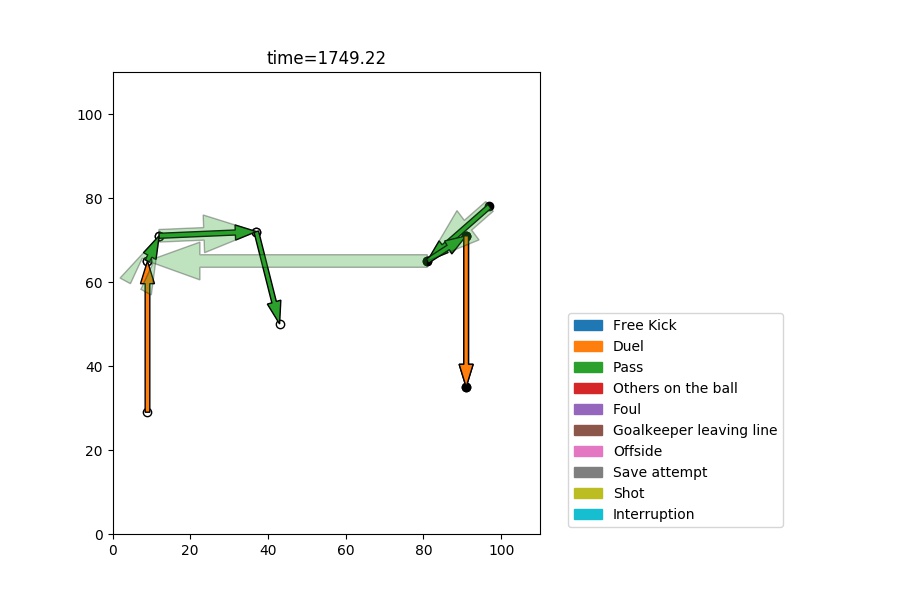 time=1749.22
100
80
60
40
20
0
0 20 40 60 80 100
Free Kick
Duel
Pass
Others on the ball
Foul
Goalkeeper leaving line
Offside
Save attempt
Shot
Interruption